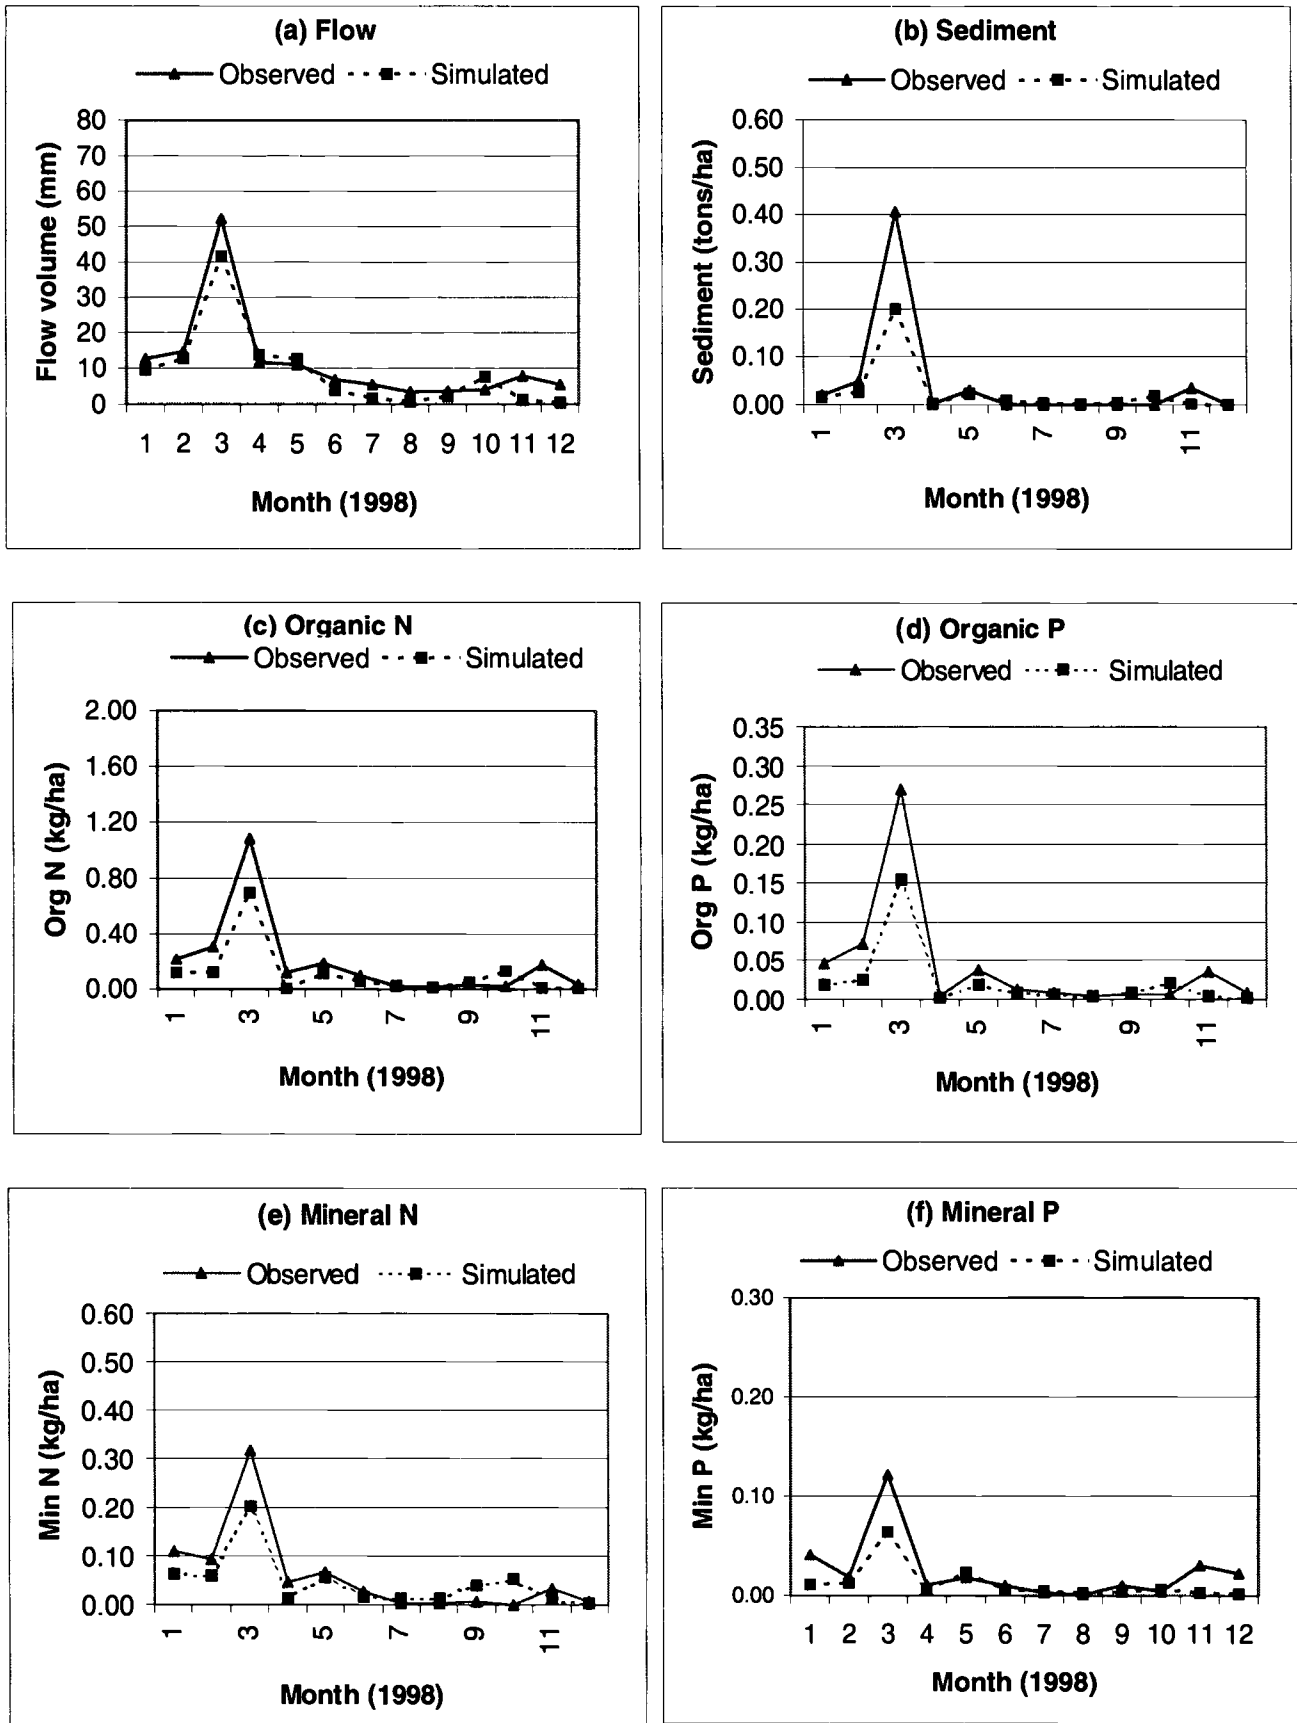 (a) Flow
Observed Simulated
80
70
60
50
40
30
20
10
0
Flow volume (mm)
1 2 3 4 5 6 7 8 9 10 11 12
Month (1998)
(b) Sediment
Observed Simulated
0.60
0.50
0.40
0.30
0.20
0.10
0.00
Sediment (tons/ha)
1 3 5 7 9 11
Month (1998)
(c) Organic N
Observed Simulated
2.00
1.60
1.20
0.80
0.40
0.00
Org N (kg/ha)
1 3 5 7 9 11
Month (1998)
(d) Organic P
Observed Simulated
0.35
0.30
0.25
0.20
0.15
0.10
0.05
0.00
Org P (kg/ha)
1 3 5 7 9 11
Month (1998)
(e) Mineral N
Observed Simulated
0.60
0.50
0.40
0.30
0.20
0.10
0.00
Min N (kg/ha)
1 3 5 7 9 11
Month (1998)
(f) Mineral P
Observed Simulated
0.30
0.20
0.10
0.00
Min P (kg/ha)
1 2 3 4 5 6 7 8 9 10 11 12
Month (1998)